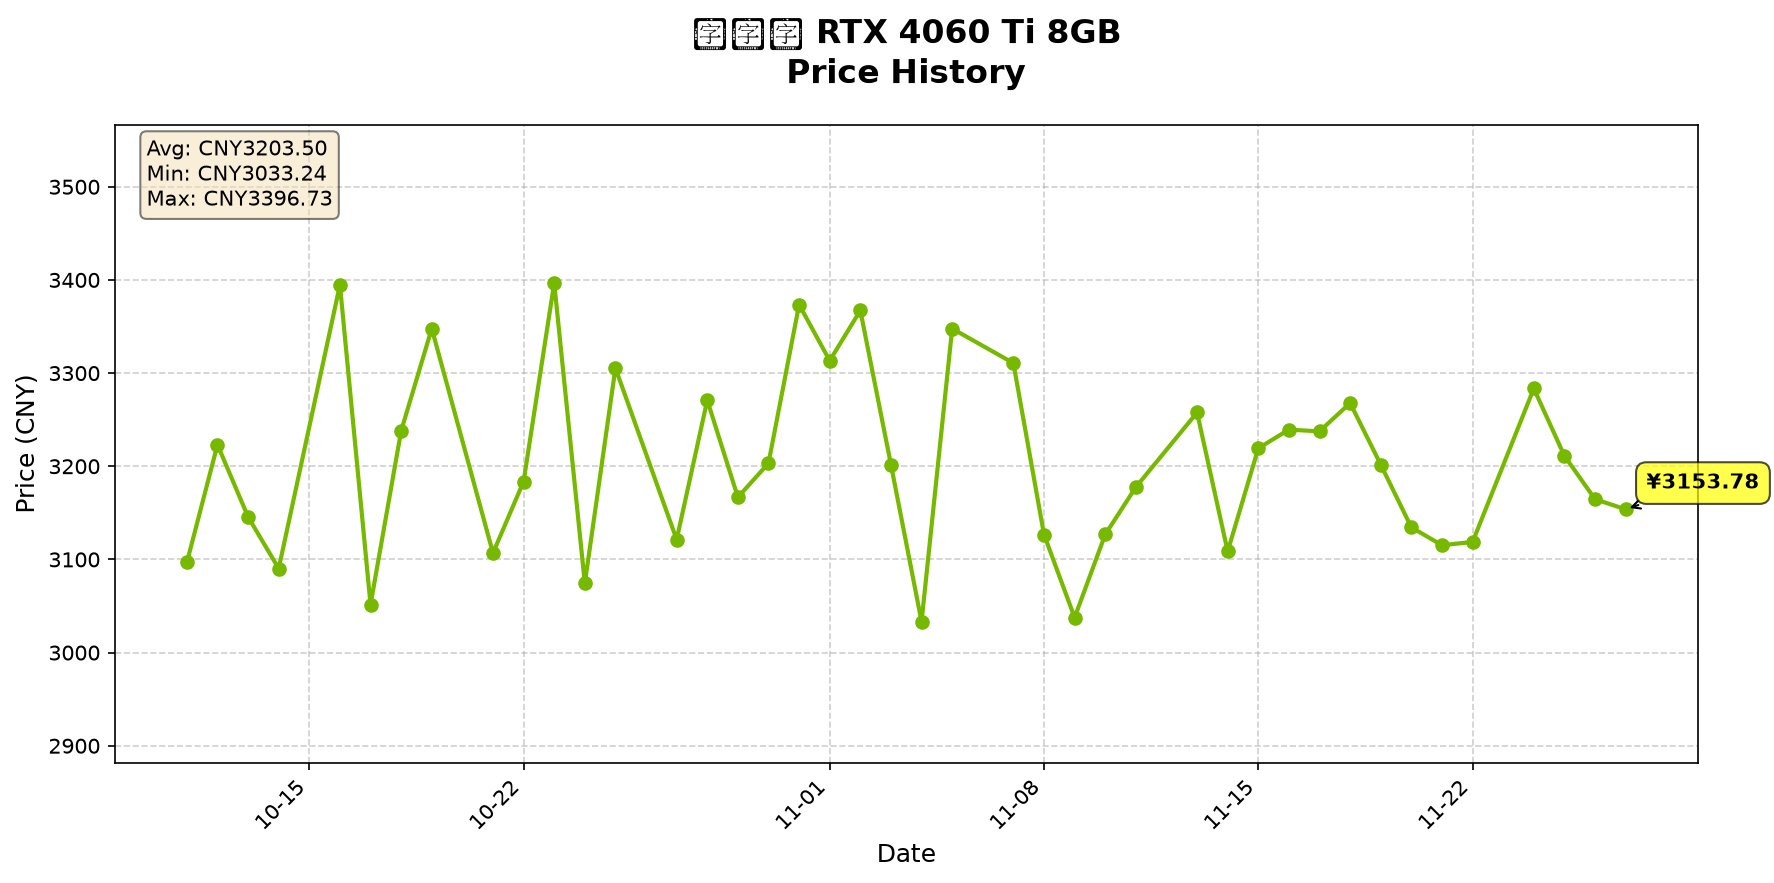 RTX 4060 Ti 8GB
Price History
Avg: CNY3203.50
Min: CNY3033.24
Max: CNY3396.73
3500
3400
3300
3200
3100
3000
2900
Price (CNY)
¥3153.78
10-15
10-22
11-01
11-08
11-15
11-22
Date